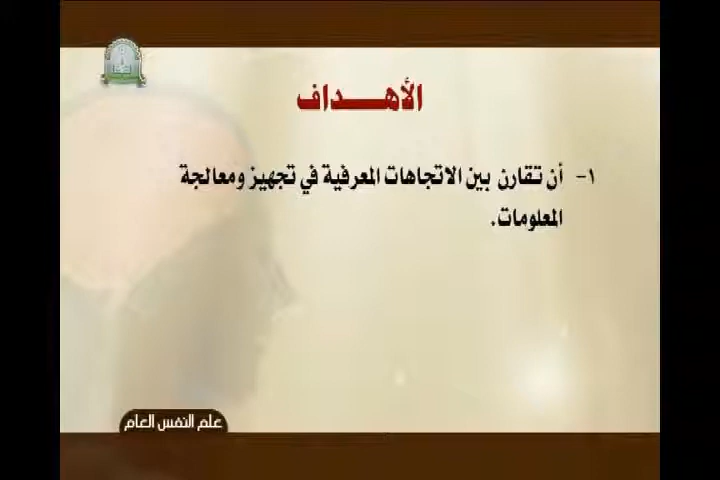 الأهـــداف
١- أن تقارن بين الاتجاهات المعرفية في تجهيز ومعالجة
المعلومات.
علم النفس العام